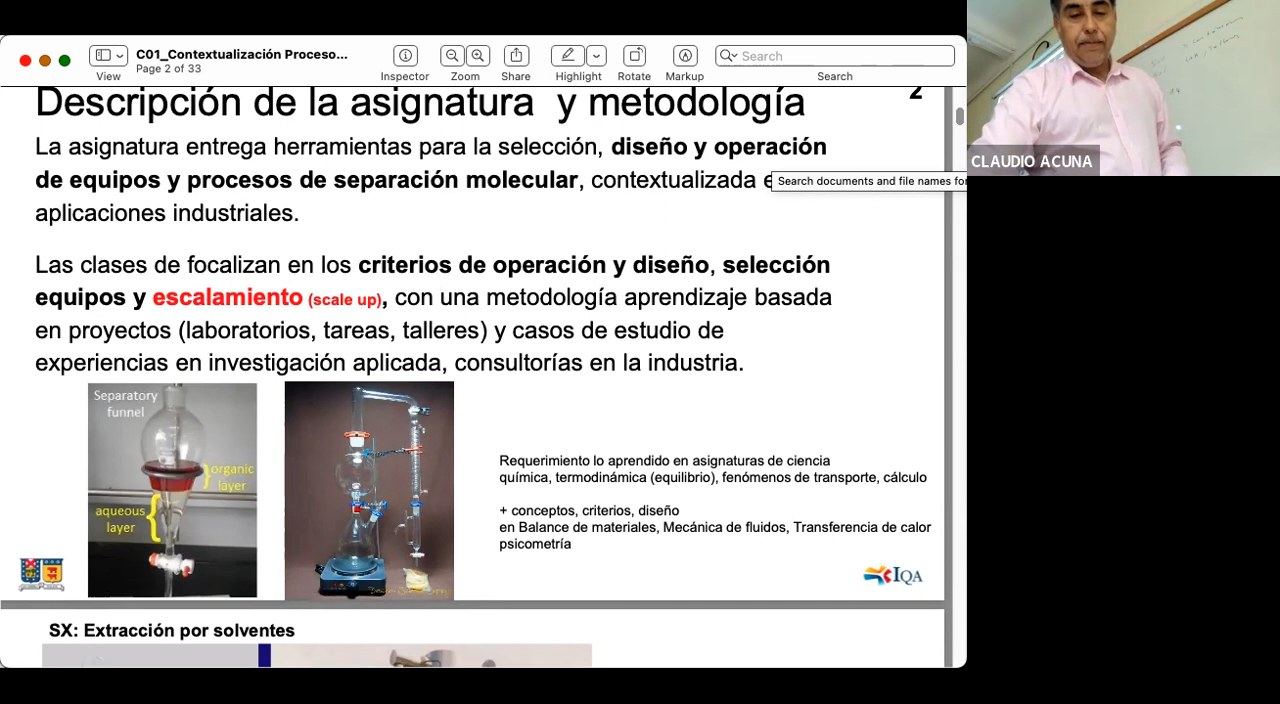 C01_Contextualización Proceso...
Page 2 of 33
View
Inspector
Zoom
Share
Highlight
Rotate
Markup
Search
Search
Descripción de la asignatura y metodología
2
La asignatura entrega herramientas para la selección, diseño y operación
de equipos y procesos de separación molecular, contextualizada e
Search documents and file names for
aplicaciones industriales.
Las clases de focalizan en los criterios de operación y diseño, selección
equipos y escalamiento (scale up), con una metodología aprendizaje basada
en proyectos (laboratorios, tareas, talleres) y casos de estudio de
experiencias en investigación aplicada, consultorías en la industria.
Separatory
funnel
organic
layer
aqueous
layer
Requerimiento lo aprendido en asignaturas de ciencia
química, termodinámica (equilibrio), fenómenos de transporte, cálculo
+ conceptos, criterios, diseño
en Balance de materiales, Mecánica de fluidos, Transferencia de calor
psicometría
IQA
SX: Extracción por solventes
CLAUDIO ACUNA